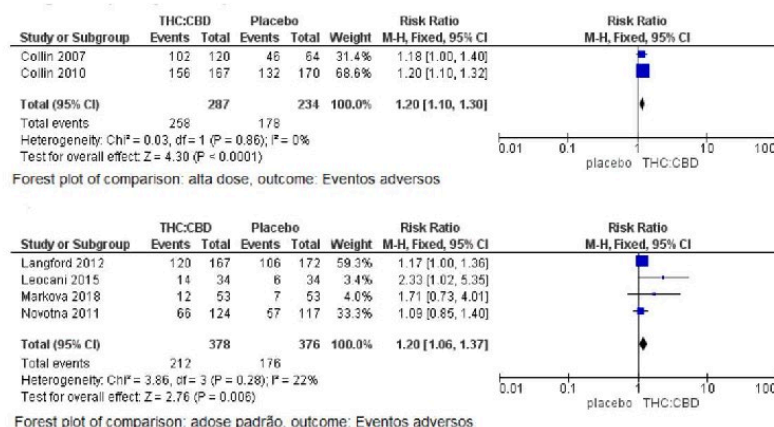 THC:CBD Placebo Risk Ratio Risk Ratio
Study or Subgroup Events Total Events Total Weight M-H, Fixed, 95% CI M-H, Fixed, 95% CI
Collin 2007 102 120 46 64 31.4% 1.18 [1.00, 1.40]
Collin 2010 156 167 132 170 68.6% 1.20 [1.10, 1.32]
Total (95% CI) 287 234 100.0% 1.20 [1.10, 1.30]
Total events 258 178
Heterogeneity: Chi² = 0.03, df = 1 (P = 0.86); I² = 0%
Test for overall effect: Z = 4.30 (P < 0.0001)
0.01 0.1 1 10 100
placebo THC:CBD
Forest plot of comparison: alta dose, outcome: Eventos adversos
THC:CBD Placebo Risk Ratio Risk Ratio
Study or Subgroup Events Total Events Total Weight M-H, Fixed, 95% CI M-H, Fixed, 95% CI
Langford 2012 120 167 106 172 59.3% 1.17 [1.00, 1.36]
Leocani 2015 14 34 6 34 3.4% 2.33 [1.02, 5.35]
Markova 2018 12 53 7 53 4.0% 1.71 [0.73, 4.01]
Novotna 2011 66 124 57 117 33.3% 1.09 [0.85, 1.40]
Total (95% CI) 378 376 100.0% 1.20 [1.06, 1.37]
Total events 212 176
Heterogeneity: Chi² = 3.86, df = 3 (P = 0.28); I² = 22%
Test for overall effect: Z = 2.76 (P = 0.006)
0.01 0.1 1 10 100
placebo THC:CBD
Forest plot of comparison: adose padrão, outcome: Eventos adversos